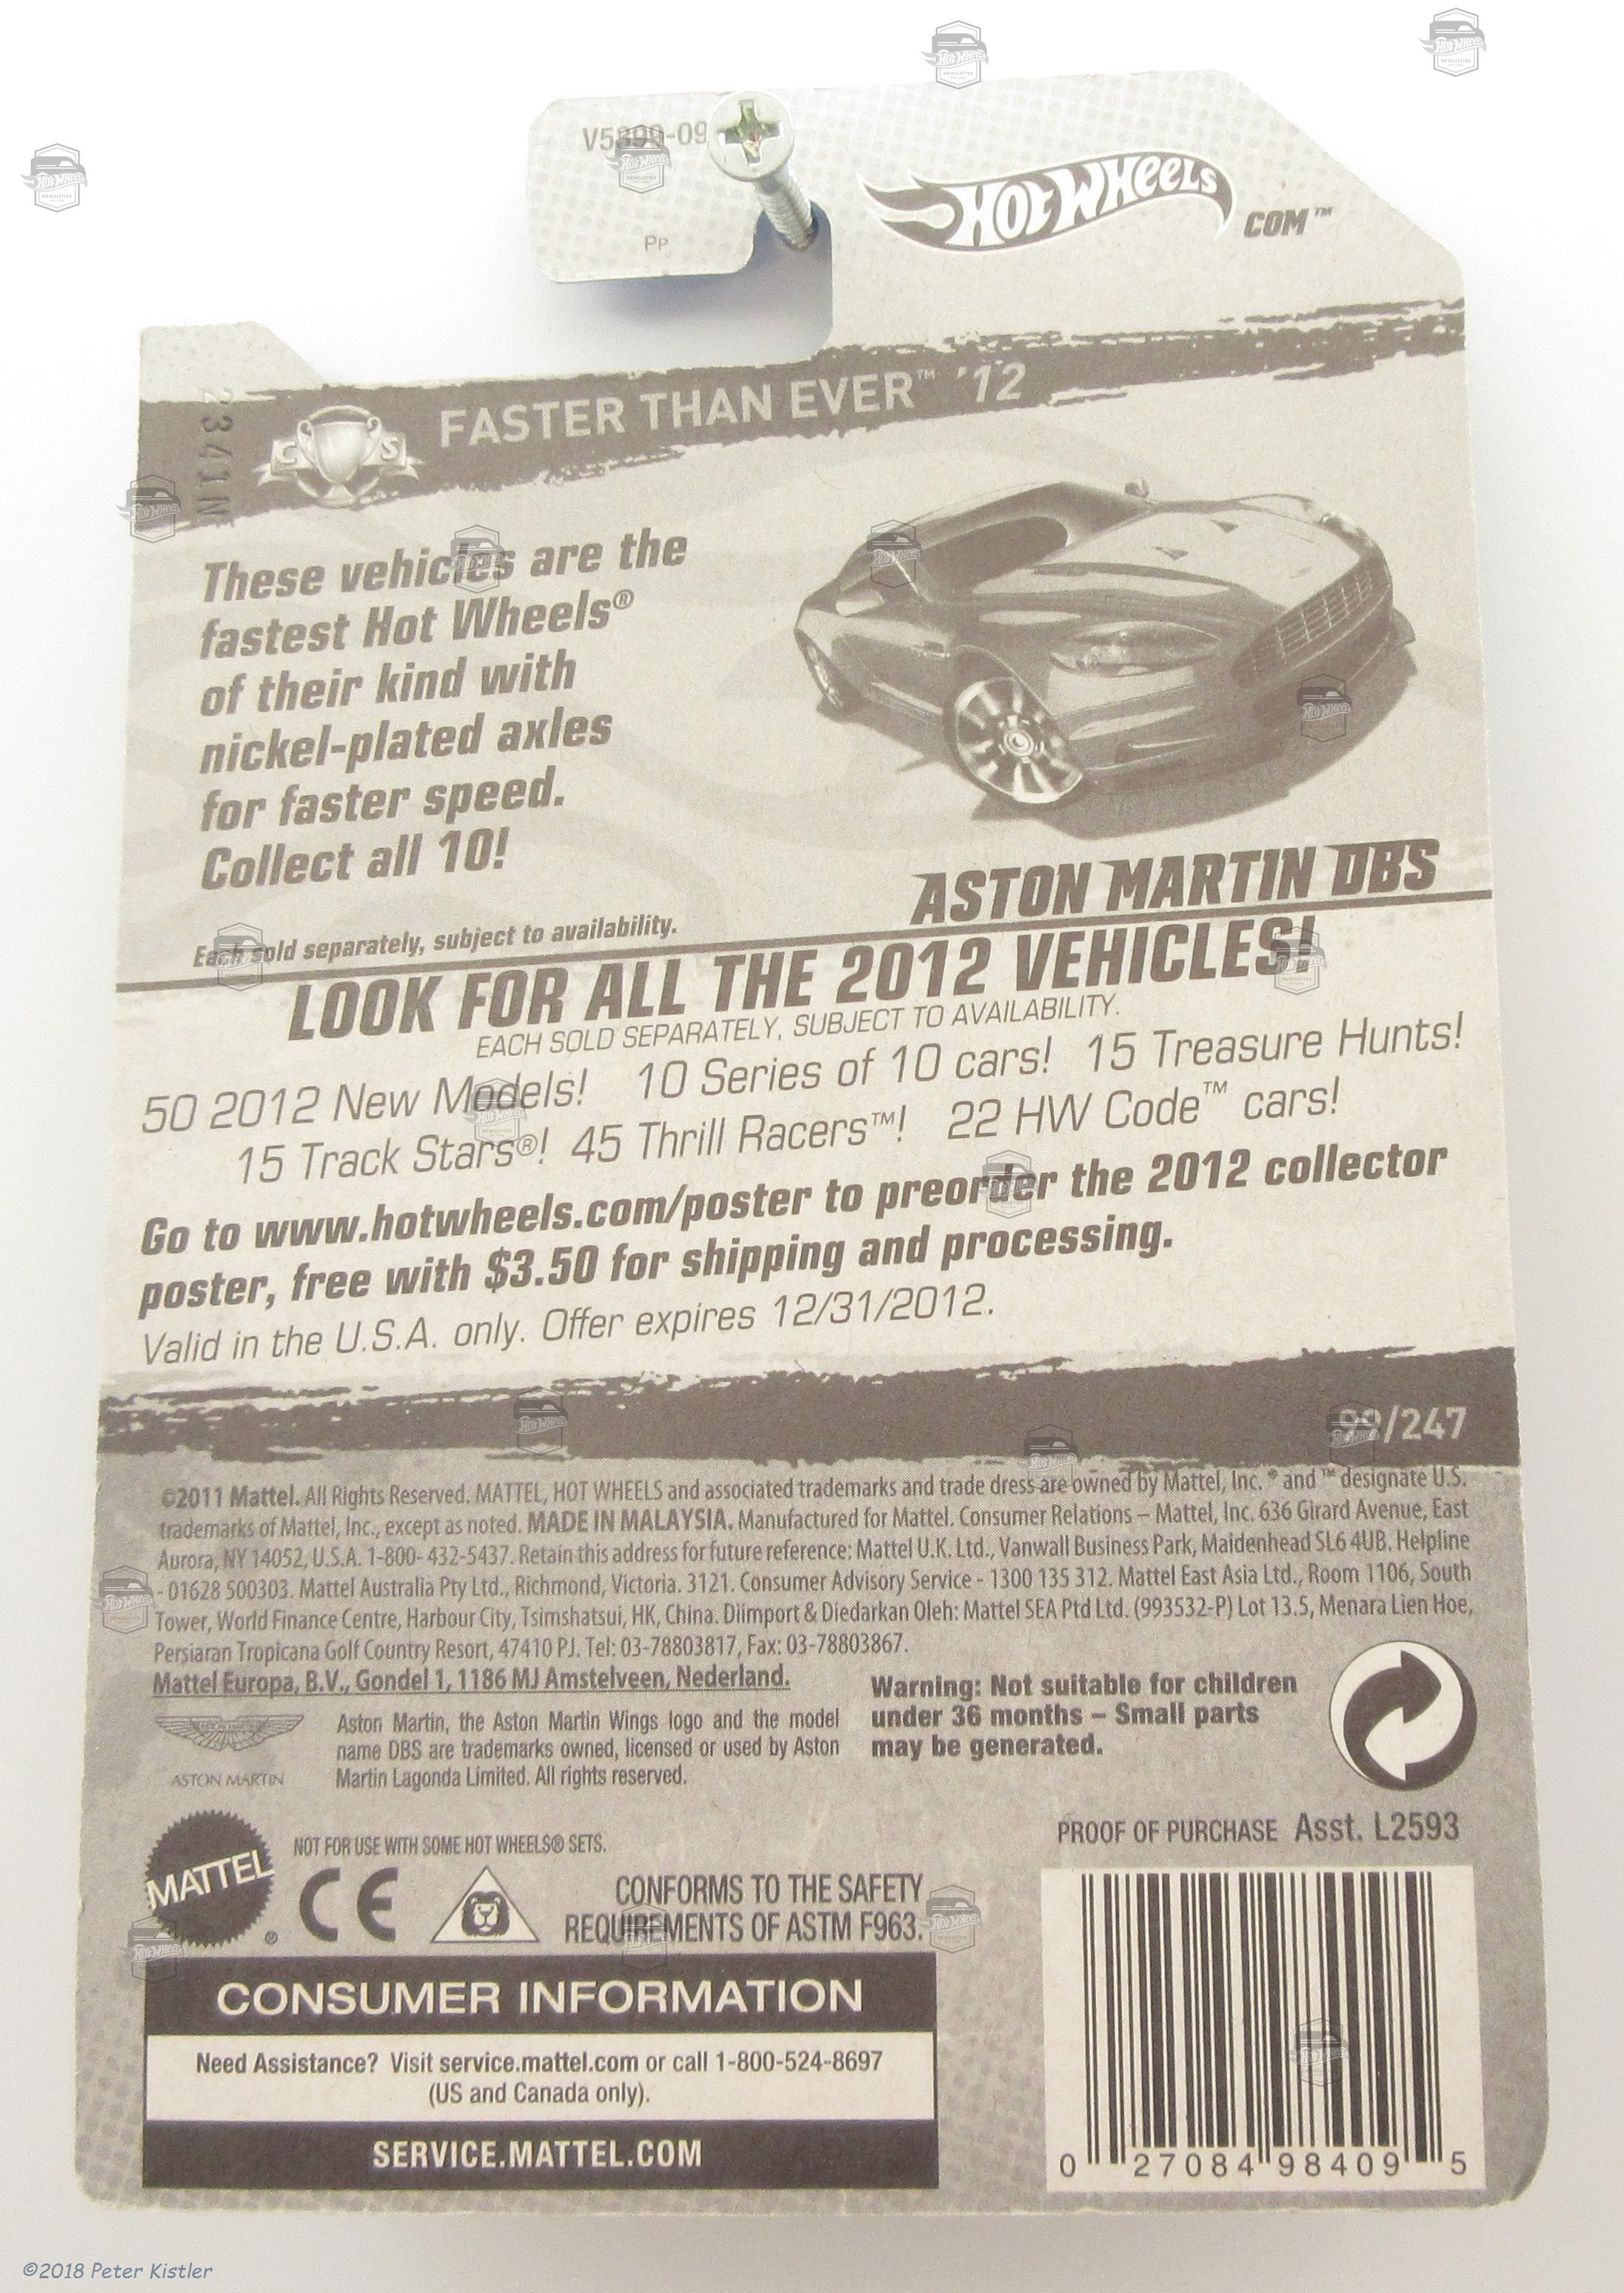 Pp
HOT WHEELS
COM™
2341N
C S
FASTER THAN EVER™ '12
These vehicles are the
fastest Hot Wheels®
of their kind with
nickel-plated axles
for faster speed.
Collect all 10!
Each sold separately, subject to availability.
ASTON MARTIN DBS
LOOK FOR ALL THE 2012 VEHICLES!
EACH SOLD SEPARATELY, SUBJECT TO AVAILABILITY.
50 2012 New Models! 10 Series of 10 cars! 15 Treasure Hunts!
15 Track Stars®! 45 Thrill Racers™! 22 HW Code™ cars!
Go to www.hotwheels.com/poster to preorder the 2012 collector
poster, free with $3.50 for shipping and processing.
Valid in the U.S.A. only. Offer expires 12/31/2012.
99/247
©2011 Mattel. All Rights Reserved. MATTEL, HOT WHEELS and associated trademarks and trade dress are owned by Mattel, Inc. ® and ™ designate U.S.
trademarks of Mattel, Inc., except as noted. MADE IN MALAYSIA. Manufactured for Mattel. Consumer Relations – Mattel, Inc. 636 Girard Avenue, East
Aurora, NY 14052, U.S.A. 1-800- 432-5437. Retain this address for future reference: Mattel U.K. Ltd., Vanwall Business Park, Maidenhead SL6 4UB. Helpline
- 01628 500303. Mattel Australia Pty Ltd., Richmond, Victoria. 3121. Consumer Advisory Service - 1300 135 312. Mattel East Asia Ltd., Room 1106, South
Tower, World Finance Centre, Harbour City, Tsimshatsui, HK, China. Diimport & Diedarkan Oleh: Mattel SEA Ptd Ltd. (993532-P) Lot 13.5, Menara Lien Hoe,
Persiaran Tropicana Golf Country Resort, 47410 PJ. Tel: 03-78803817, Fax: 03-78803867.
Mattel Europa, B.V., Gondel 1, 1186 MJ Amstelveen, Nederland.
ASTON MARTIN
Aston Martin, the Aston Martin Wings logo and the model
name DBS are trademarks owned, licensed or used by Aston
Martin Lagonda Limited. All rights reserved.
Warning: Not suitable for children
under 36 months – Small parts
may be generated.
PROOF OF PURCHASE Asst. L2593
MATTEL®
NOT FOR USE WITH SOME HOT WHEELS® SETS.
CE
CONFORMS TO THE SAFETY
REQUIREMENTS OF ASTM F963.
CONSUMER INFORMATION
Need Assistance? Visit service.mattel.com or call 1-800-524-8697
(US and Canada only).
SERVICE.MATTEL.COM
0 27084 98409 5
©2018 Peter Kistler